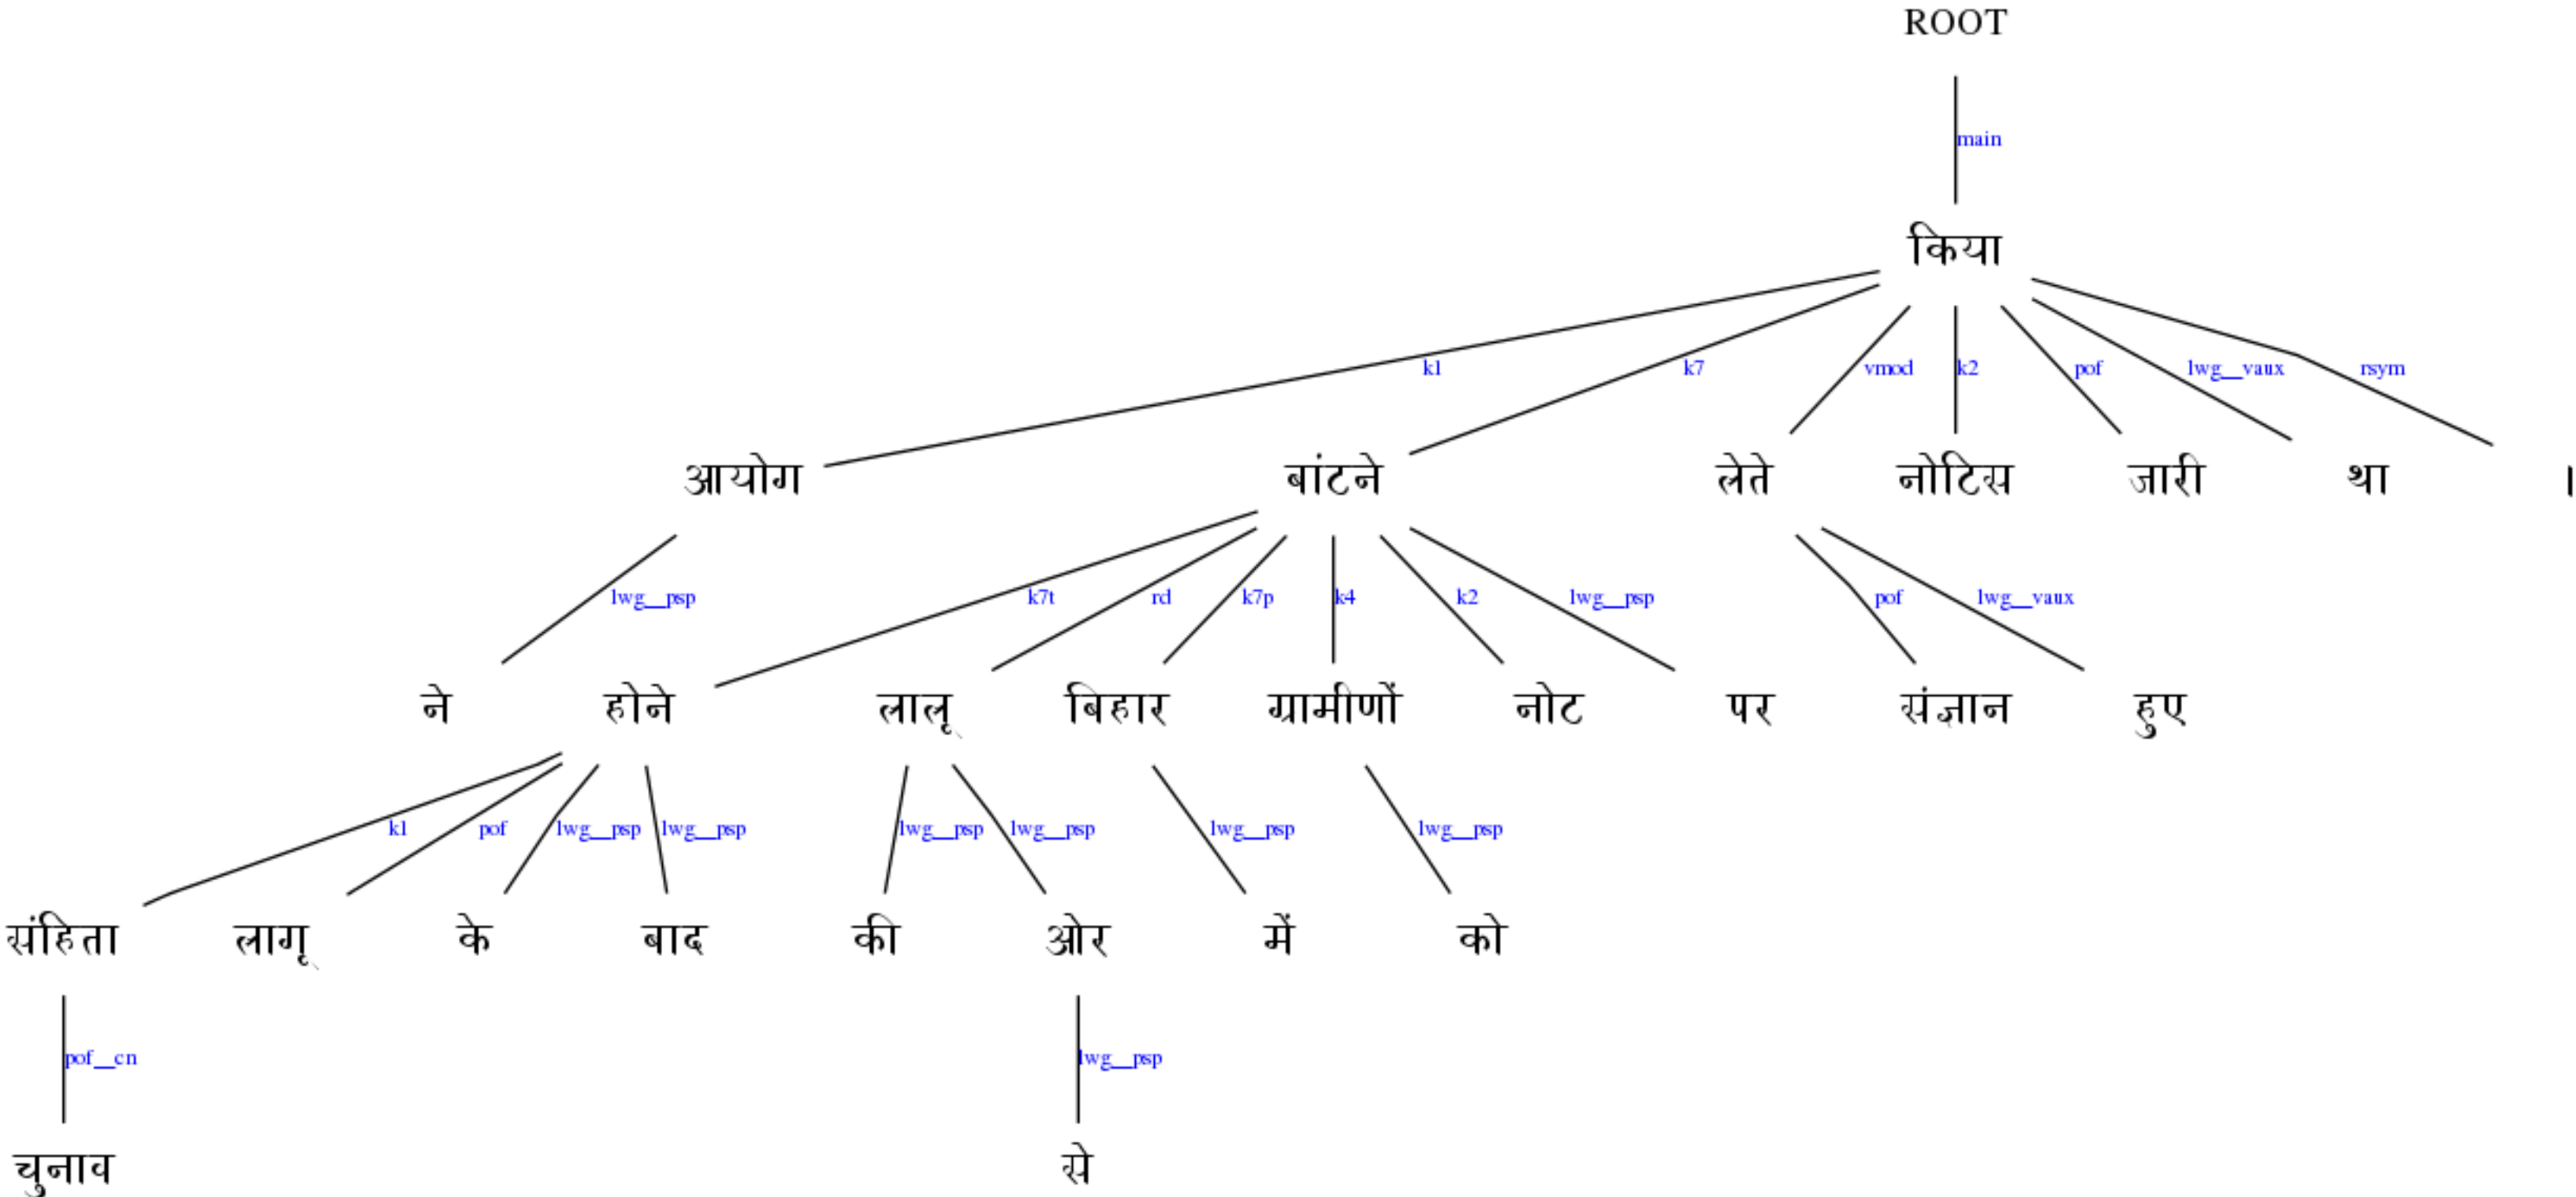 ROOT
main
किया
k1 k7 vmod k2 pof lwg__vaux rsym
आयोग बांटने लेते नोटिस जारी था ।
lwg__psp k7t rd k7p k4 k2 lwg__psp pof lwg__vaux
ने होने लालू बिहार ग्रामीणों नोट पर संज्ञान हुए
k1 pof lwg__psp lwg__psp lwg__psp lwg__psp lwg__psp lwg__psp
संहिता लागू के बाद की ओर में को
pof__cn lwg__psp
चुनाव से